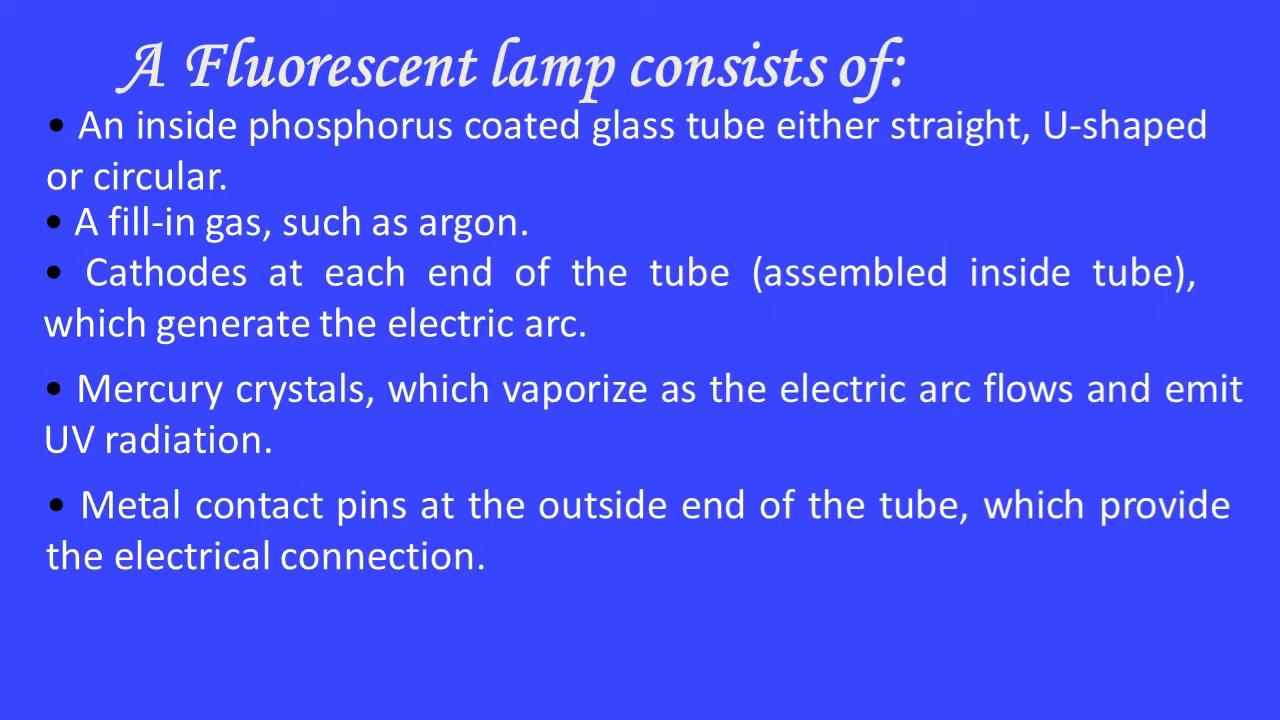 A Fluorescent lamp consists of:
• An inside phosphorus coated glass tube either straight, U-shaped
or circular.
• A fill-in gas, such as argon.
• Cathodes at each end of the tube (assembled inside tube),
which generate the electric arc.
• Mercury crystals, which vaporize as the electric arc flows and emit
UV radiation.
• Metal contact pins at the outside end of the tube, which provide
the electrical connection.